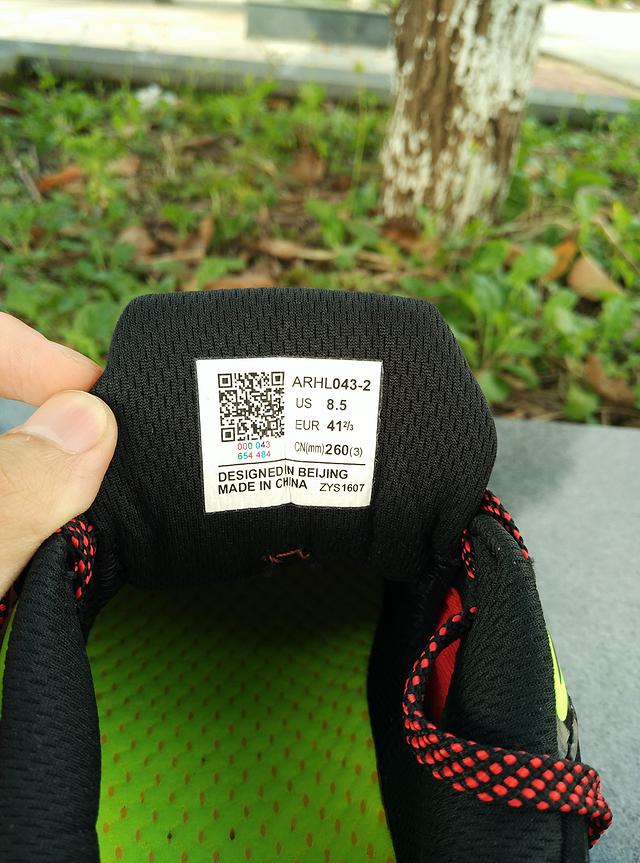 ARHL043-2
US 8.5
EUR 41²/₃
CN(mm)260(3)
000 043
654 484
DESIGNED IN BEIJING
MADE IN CHINA ZYS1607